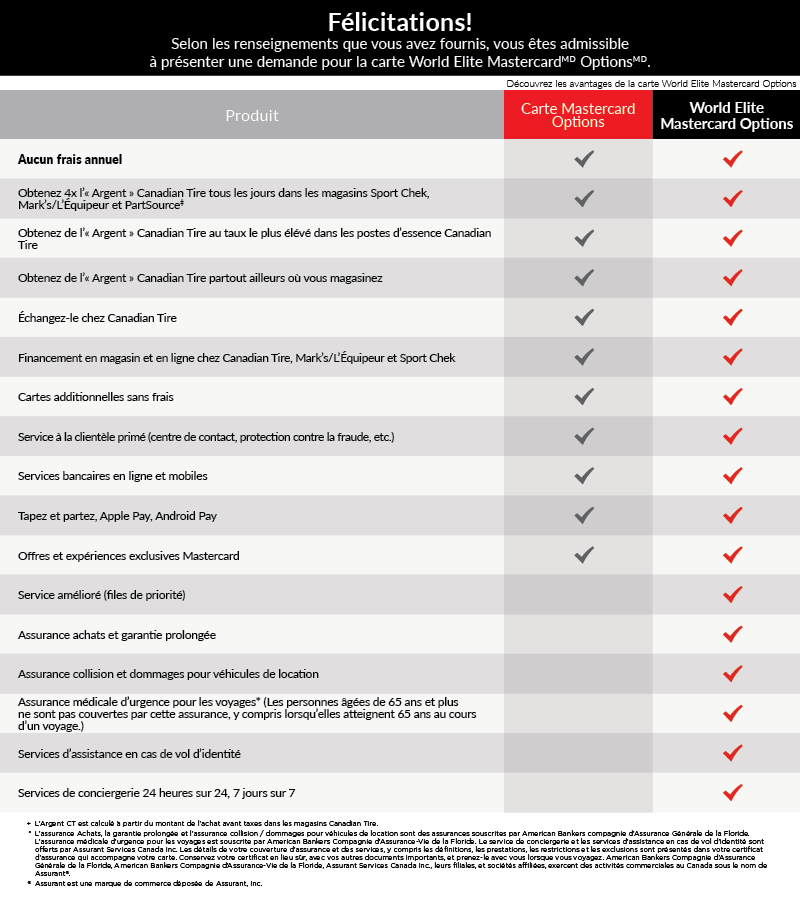 Félicitations!
Selon les renseignements que vous avez fournis, vous êtes admissible
à présenter une demande pour la carte World Elite Mastercardᴹᴰ Optionsᴹᴰ.
Découvrez les avantages de la carte World Elite Mastercard Options
Produit
Carte Mastercard
Options
World Elite
Mastercard Options
Aucun frais annuel
Obtenez 4x l'« Argent » Canadian Tire tous les jours dans les magasins Sport Chek,
Mark's/L'Équipeur et PartSource‡
Obtenez de l'« Argent » Canadian Tire au taux le plus élévé dans les postes d'essence Canadian
Tire
Obtenez de l'« Argent » Canadian Tire partout ailleurs où vous magasinez
Échangez-le chez Canadian Tire
Financement en magasin et en ligne chez Canadian Tire, Mark's/L'Équipeur et Sport Chek
Cartes additionnelles sans frais
Service à la clientèle primé (centre de contact, protection contre la fraude, etc.)
Services bancaires en ligne et mobiles
Tapez et partez, Apple Pay, Android Pay
Offres et expériences exclusives Mastercard
Service amélioré (files de priorité)
Assurance achats et garantie prolongée
Assurance collision et dommages pour véhicules de location
Assurance médicale d'urgence pour les voyages* (Les personnes âgées de 65 ans et plus
ne sont pas couvertes par cette assurance, y compris lorsqu'elles atteignent 65 ans au cours
d'un voyage.)
Services d'assistance en cas de vol d'identité
Services de conciergerie 24 heures sur 24, 7 jours sur 7
+ L'Argent CT est calculé à partir du montant de l'achat avant taxes dans les magasins Canadian Tire.
* L'assurance Achats, la garantie prolongée et l'assurance collision / dommages pour véhicules de location sont des assurances souscrites par American Bankers compagnie d'Assurance Générale de la Floride.
L'assurance médicale d'urgence pour les voyages est souscrite par American Bankers Compagnie d'Assurance-Vie de la Floride. Le service de conciergerie et les services d'assistance en cas de vol d'identité sont
offerts par Assurant Services Canada Inc. Les détails de votre couverture d'assurance et des services, y compris les définitions, les prestations, les restrictions et les exclusions sont présentés dans votre certificat
d'assurance qui accompagne votre carte. Conservez votre certificat en lieu sûr, avec vos autres documents importants, et prenez-le avec vous lorsque vous voyagez. American Bankers Compagnie d'Assurance
Générale de la Floride, American Bankers Compagnie d'Assurance-Vie de la Floride, Assurant Services Canada Inc., leurs filiales, et sociétés affiliées, exercent des activités commerciales au Canada sous le nom de
Assurant®.
® Assurant est une marque de commerce déposée de Assurant, Inc.